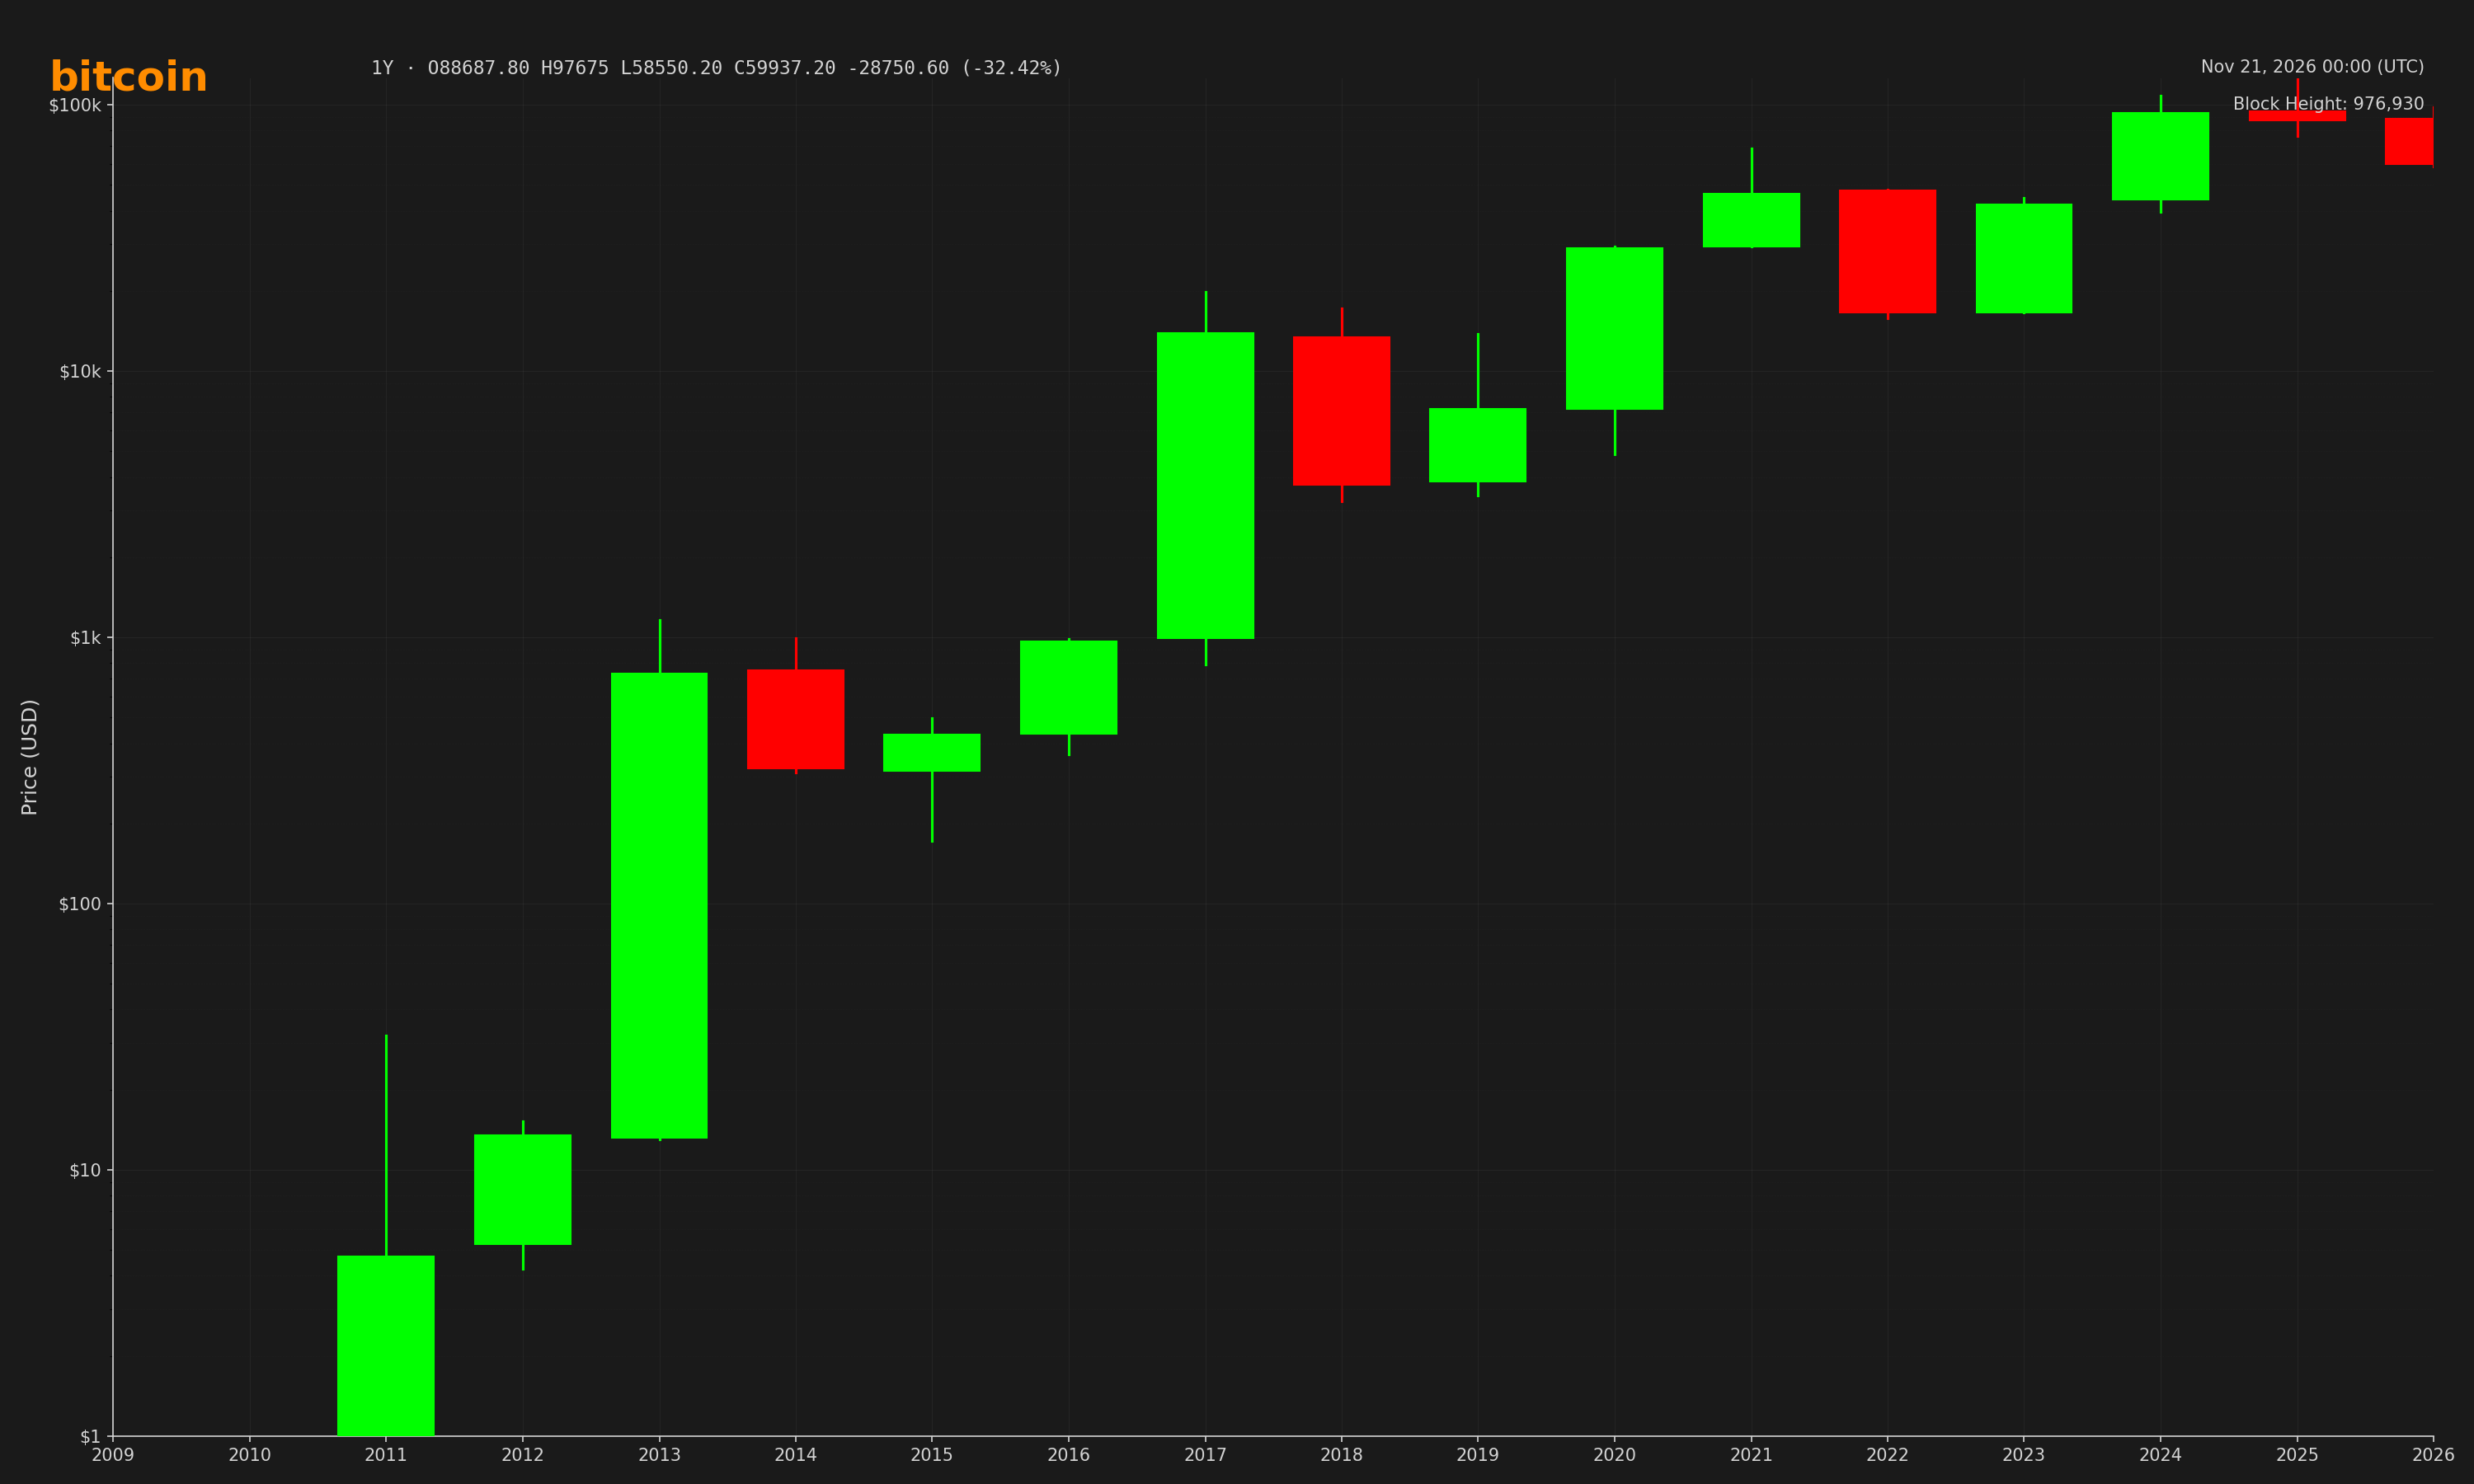 bitcoin
1Y · O88687.80 H97675 L58550.20 C59937.20 -28750.60 (-32.42%)
Nov 21, 2026 00:00 (UTC)
Block Height: 976,930
$100k
$10k
$1k
$100
$10
$1
Price (USD)
2009 2010 2011 2012 2013 2014 2015 2016 2017 2018 2019 2020 2021 2022 2023 2024 2025 2026